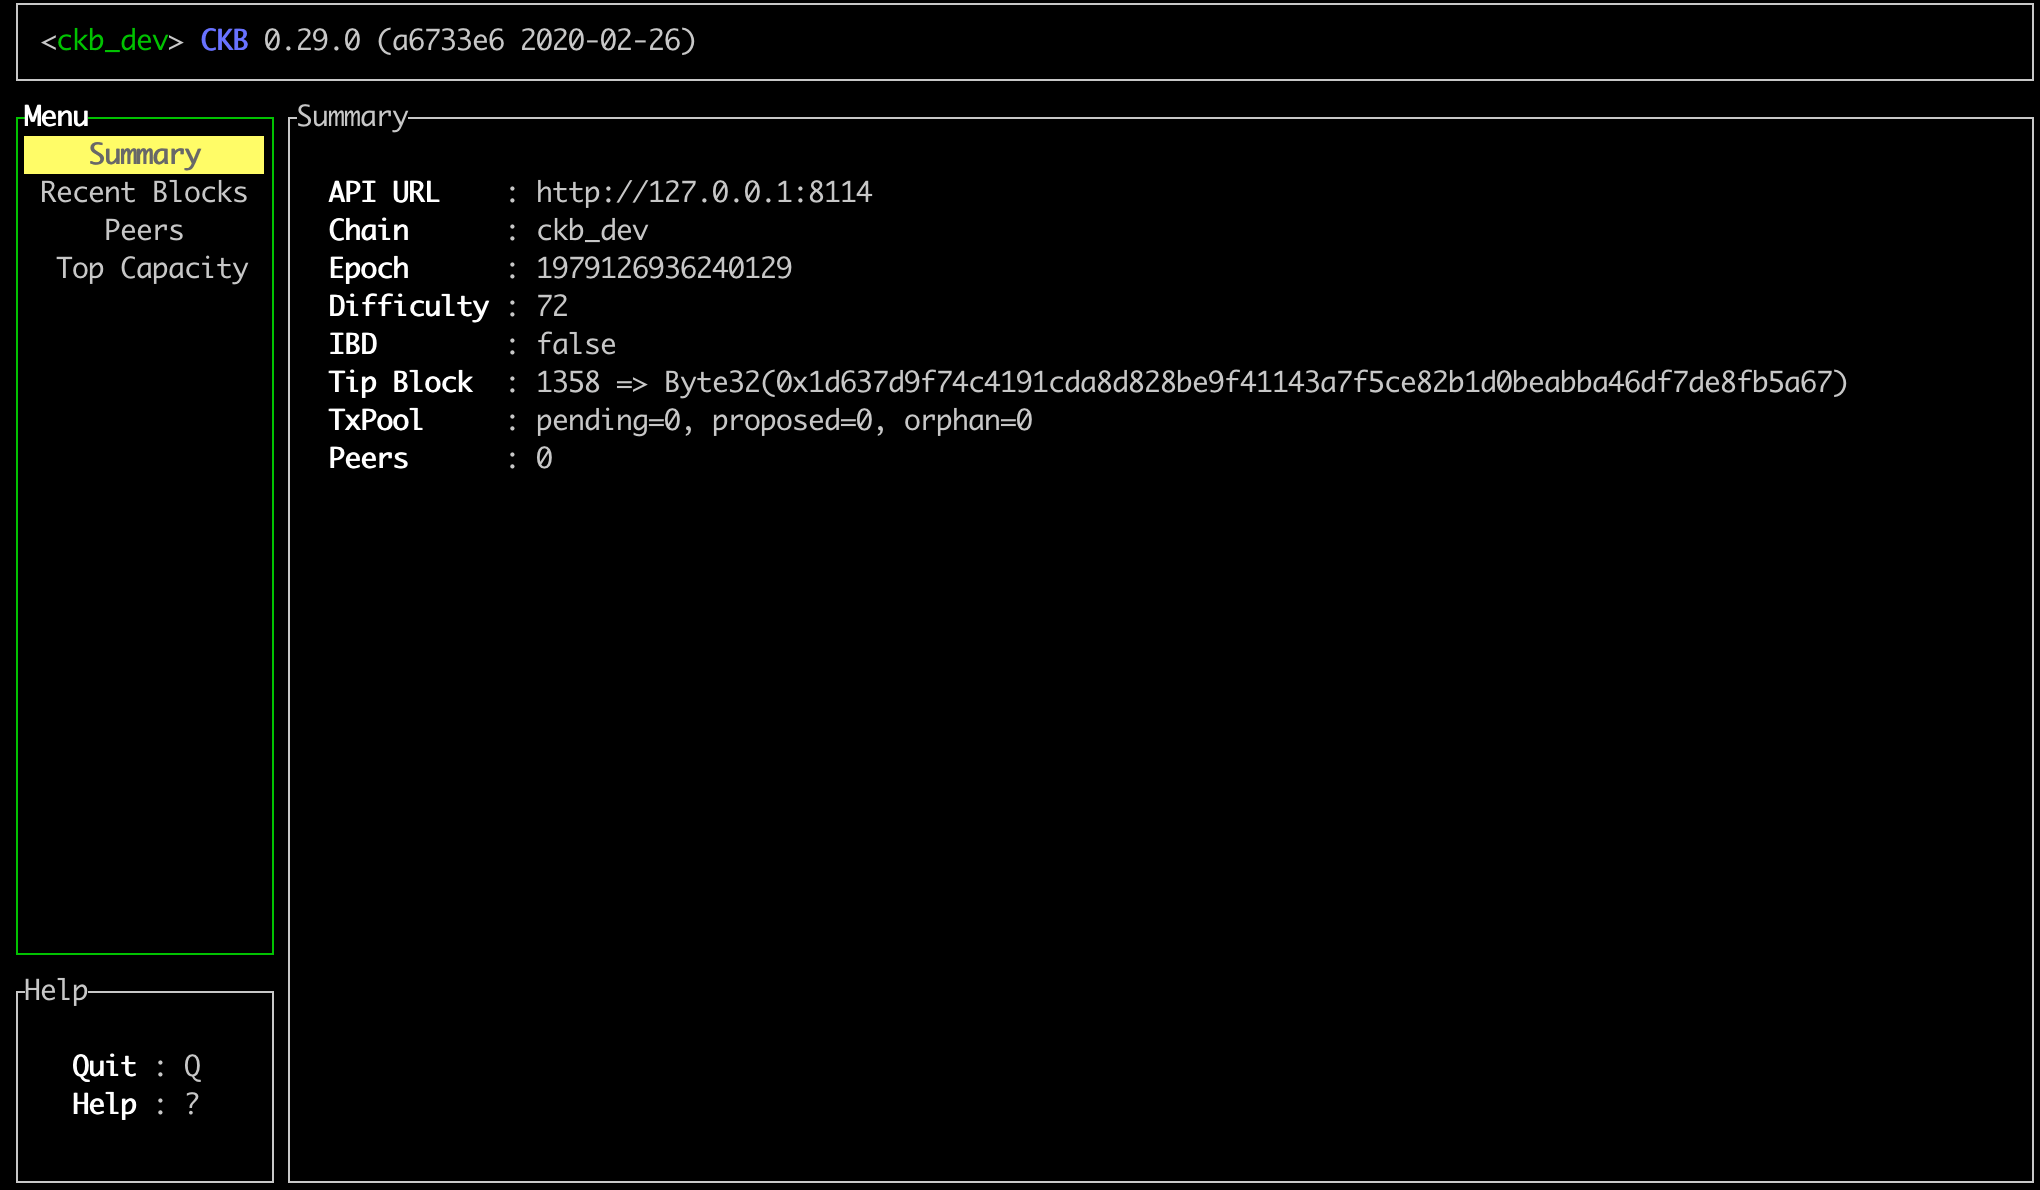 <ckb_dev> CKB 0.29.0 (a6733e6 2020-02-26)
Menu
Summary
Recent Blocks
Peers
Top Capacity
Summary
API URL : http://127.0.0.1:8114
Chain : ckb_dev
Epoch : 1979126936240129
Difficulty : 72
IBD : false
Tip Block : 1358 => Byte32(0x1d637d9f74c4191cda8d828be9f41143a7f5ce82b1d0beabba46df7de8fb5a67)
TxPool : pending=0, proposed=0, orphan=0
Peers : 0
Help
Quit : Q
Help : ?